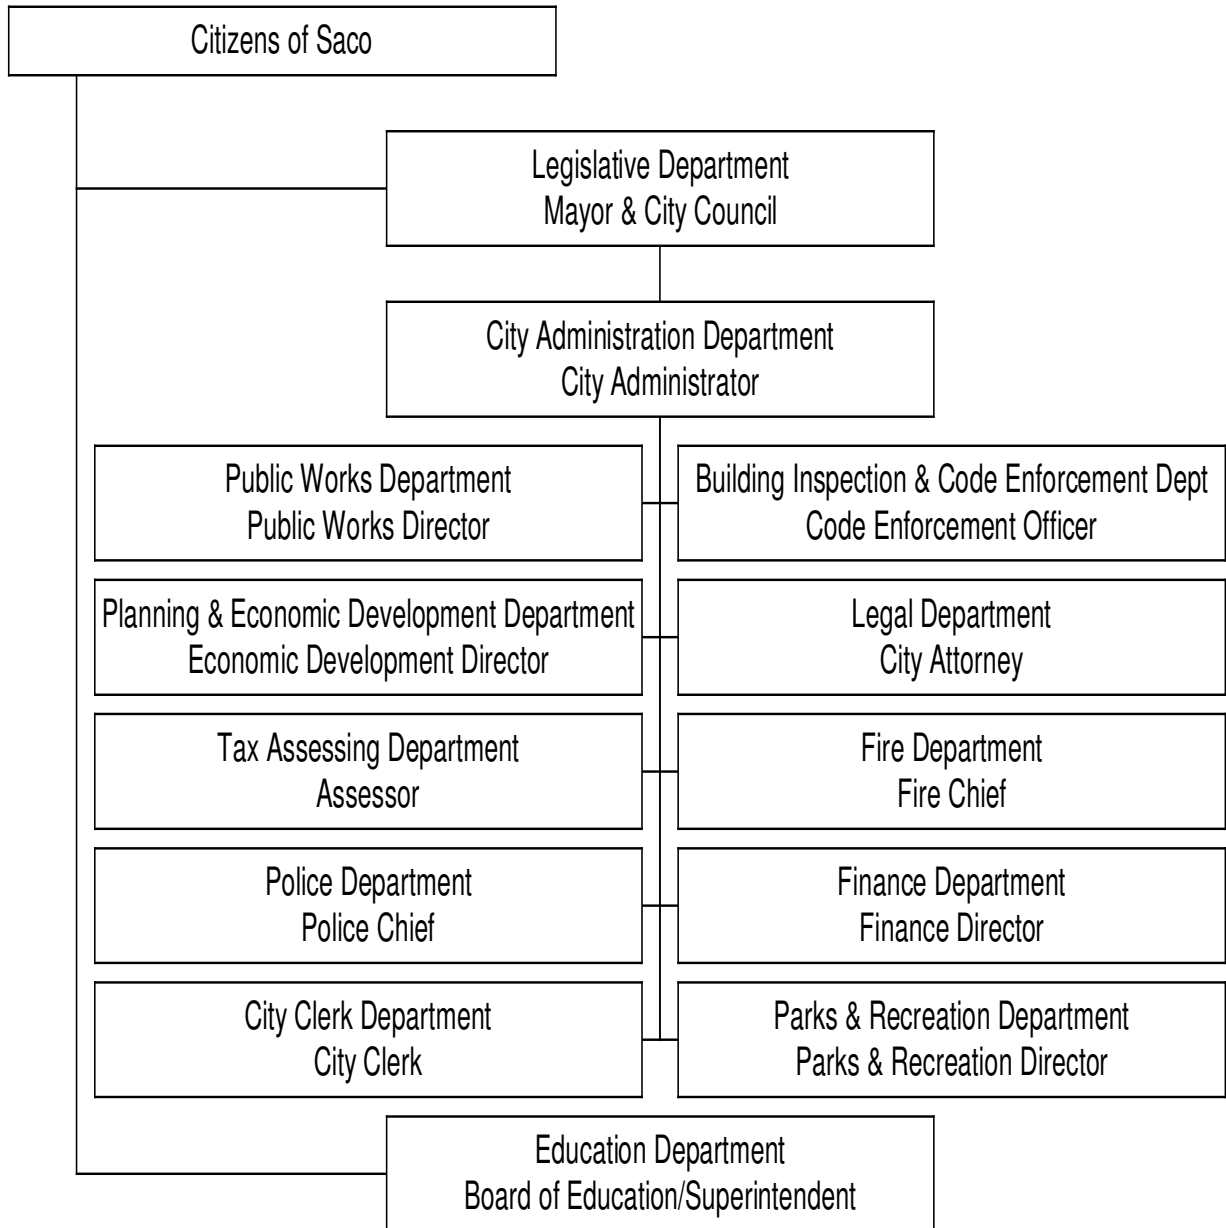 Citizens of Saco
Legislative Department
Mayor & City Council
City Administration Department
City Administrator
Public Works Department
Public Works Director
Building Inspection & Code Enforcement Dept
Code Enforcement Officer
Planning & Economic Development Department
Economic Development Director
Legal Department
City Attorney
Tax Assessing Department
Assessor
Fire Department
Fire Chief
Police Department
Police Chief
Finance Department
Finance Director
City Clerk Department
City Clerk
Parks & Recreation Department
Parks & Recreation Director
Education Department
Board of Education/Superintendent